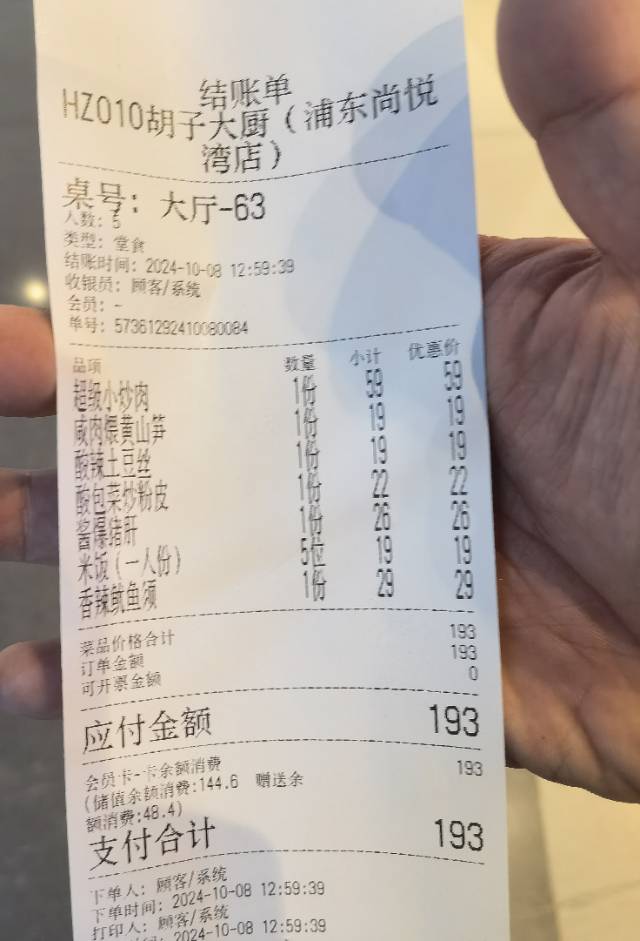 结账单
HZ010胡子大厨（浦东尚悦
湾店）
桌号：大厅-63
人数：5
类型：堂食
结账时间：2024-10-08 12:59:39
收银员：顾客/系统
会员：-
单号：57361292410080084
品项 数量 小计 优惠价
超级小炒肉 1份 59 59
咸肉煨黄山笋 1份 19 19
酸辣土豆丝 1份 19 19
酸包菜炒粉皮 1份 22 22
酱爆猪肝 1份 26 26
米饭（一人份） 5位 19 19
香辣鱿鱼须 1份 29 29
菜品价格合计 193
订单金额 193
可开票金额 0
应付金额 193
会员卡-卡余额消费 193
(储值余额消费:144.6 赠送余
额消费:48.4)
支付合计 193
下单人：顾客/系统
下单时间：2024-10-08 12:59:39
打印人：顾客/系统
2024-10-08 12:59:39